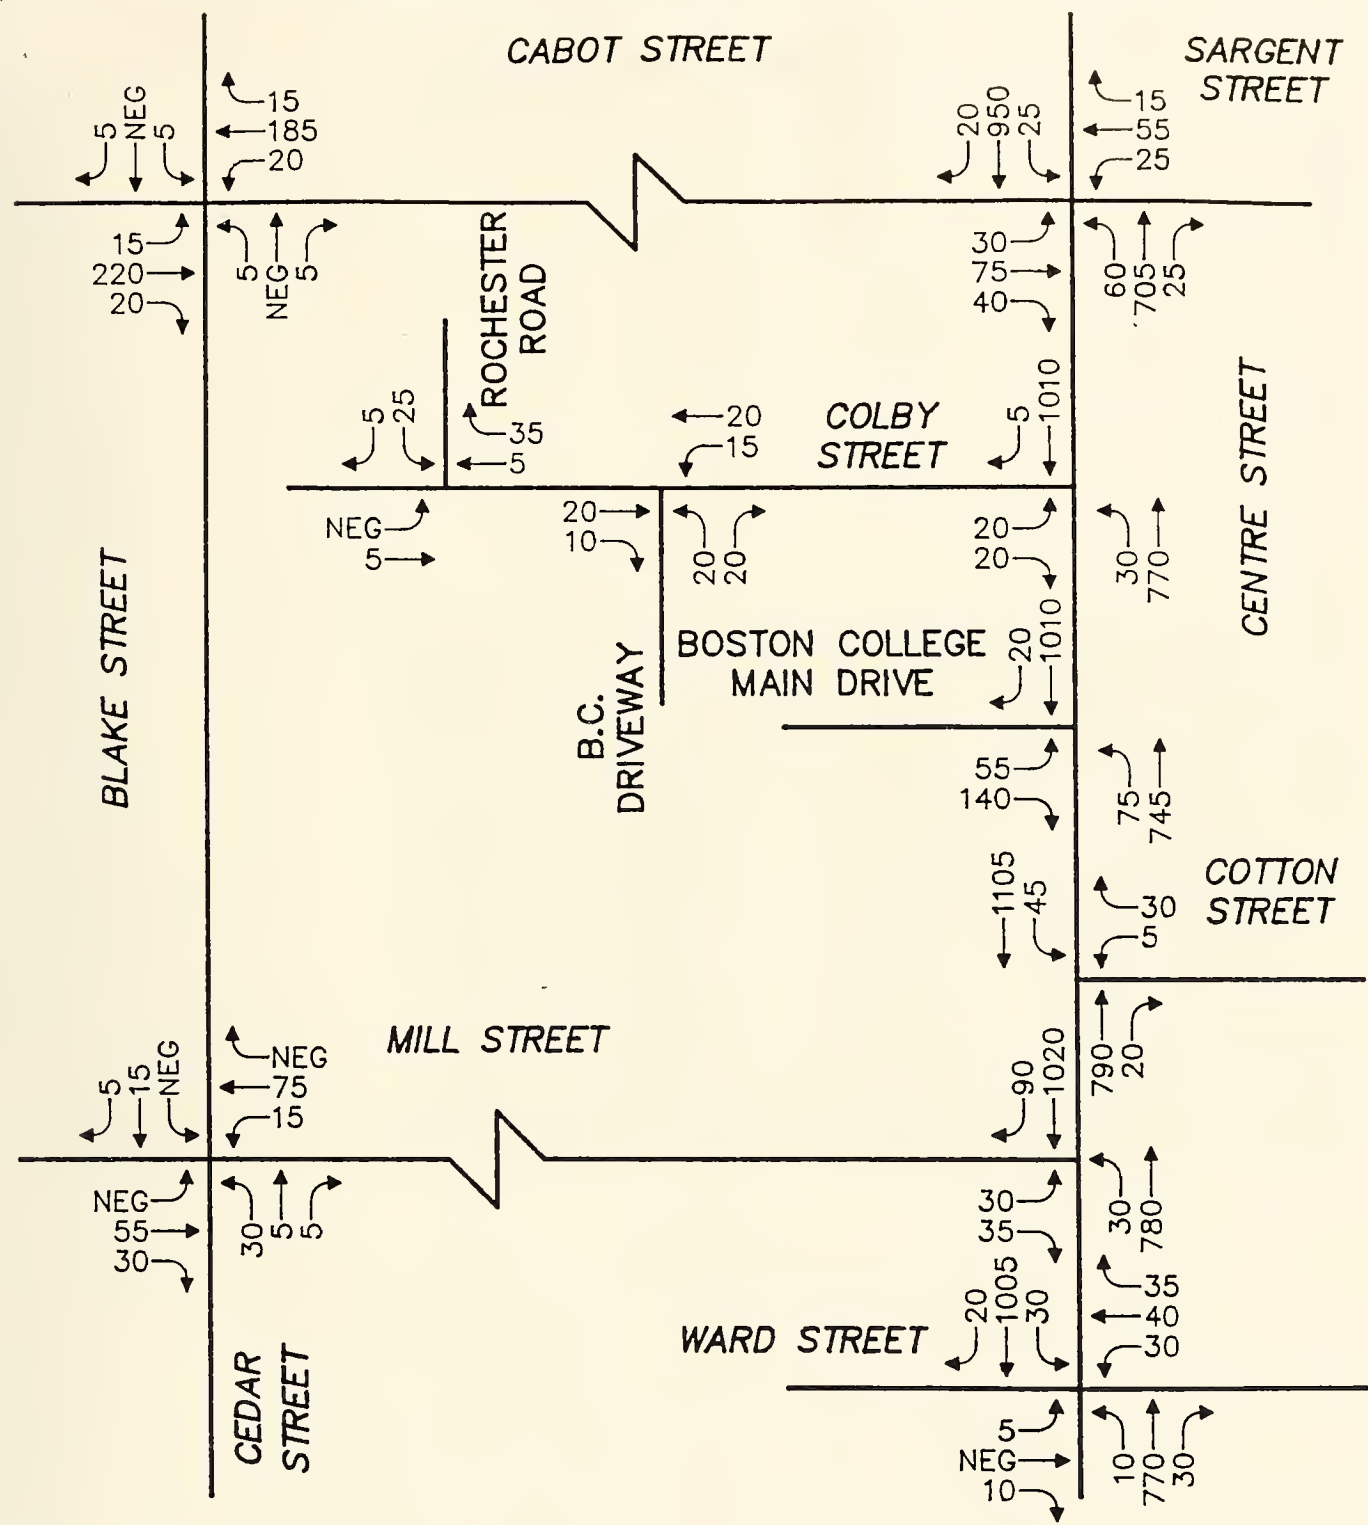 CABOT STREET
SARGENT
STREET
5
NEG
5
15
185
20
20
950
25
15
55
25
15
220
20
5
NEG
5
ROCHESTER
ROAD
30
75
40
60
705
25
5
25
35
5
20
15
COLBY
STREET
5
1010
NEG
5
20
10
20
20
20
20
30
770
CENTRE STREET
BLAKE STREET
B.C.
DRIVEWAY
BOSTON COLLEGE
MAIN DRIVE
20
1010
55
140
75
745
1105
45
30
5
COTTON
STREET
790
20
MILL STREET
5
15
NEG
NEG
75
15
90
1020
NEG
55
30
30
5
5
30
35
30
780
CEDAR
STREET
WARD STREET
20
1005
30
35
40
30
5
NEG
10
10
770
30